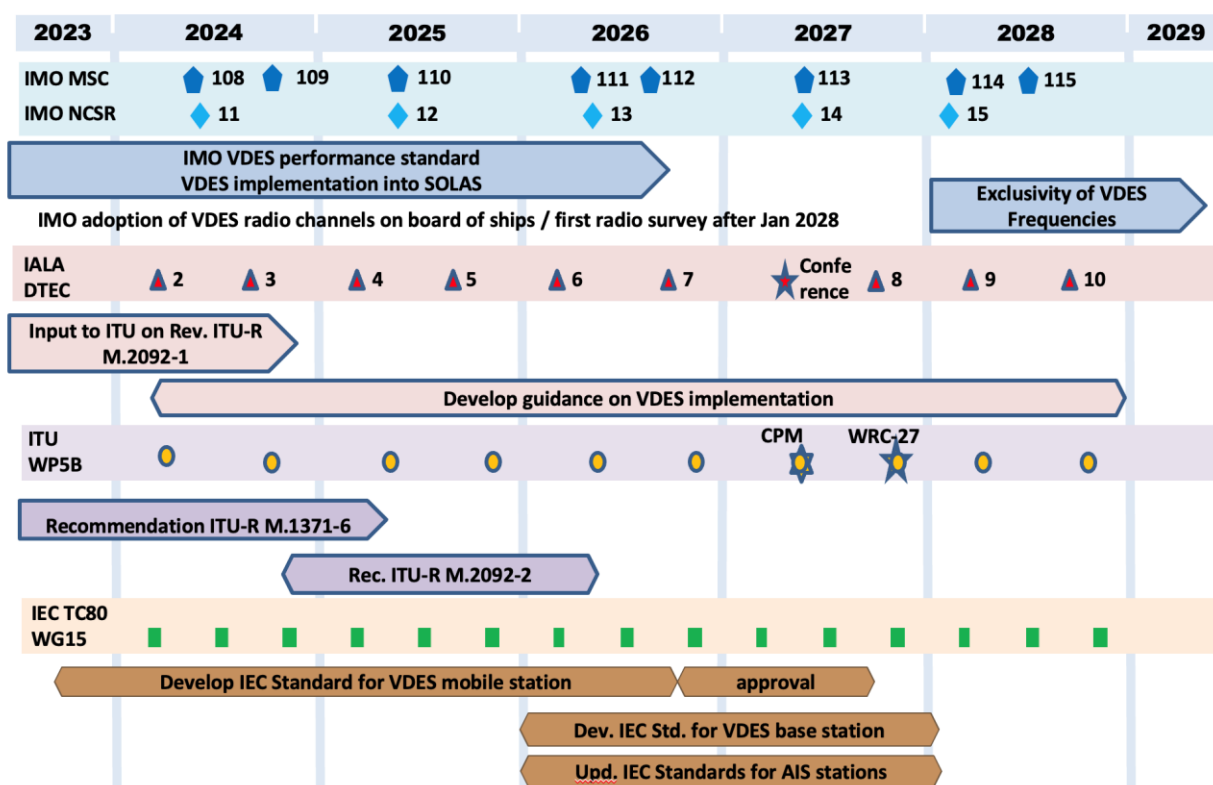 2023 2024 2025 2026 2027 2028 2029
IMO MSC 108 109 110 111 112 113 114 115
IMO NCSR 11 12 13 14 15
IMO VDES performance standard
VDES implementation into SOLAS
Exclusivity of VDES
Frequencies
IMO adoption of VDES radio channels on board of ships / first radio survey after Jan 2028
IALA
DTEC 2 3 4 5 6 7 Confe
rence 8 9 10
Input to ITU on Rev. ITU-R
M.2092-1
Develop guidance on VDES implementation
ITU
WP5B CPM WRC-27
Recommendation ITU-R M.1371-6
Rec. ITU-R M.2092-2
IEC TC80
WG15
Develop IEC Standard for VDES mobile station approval
Dev. IEC Std. for VDES base station
Upd. IEC Standards for AIS stations